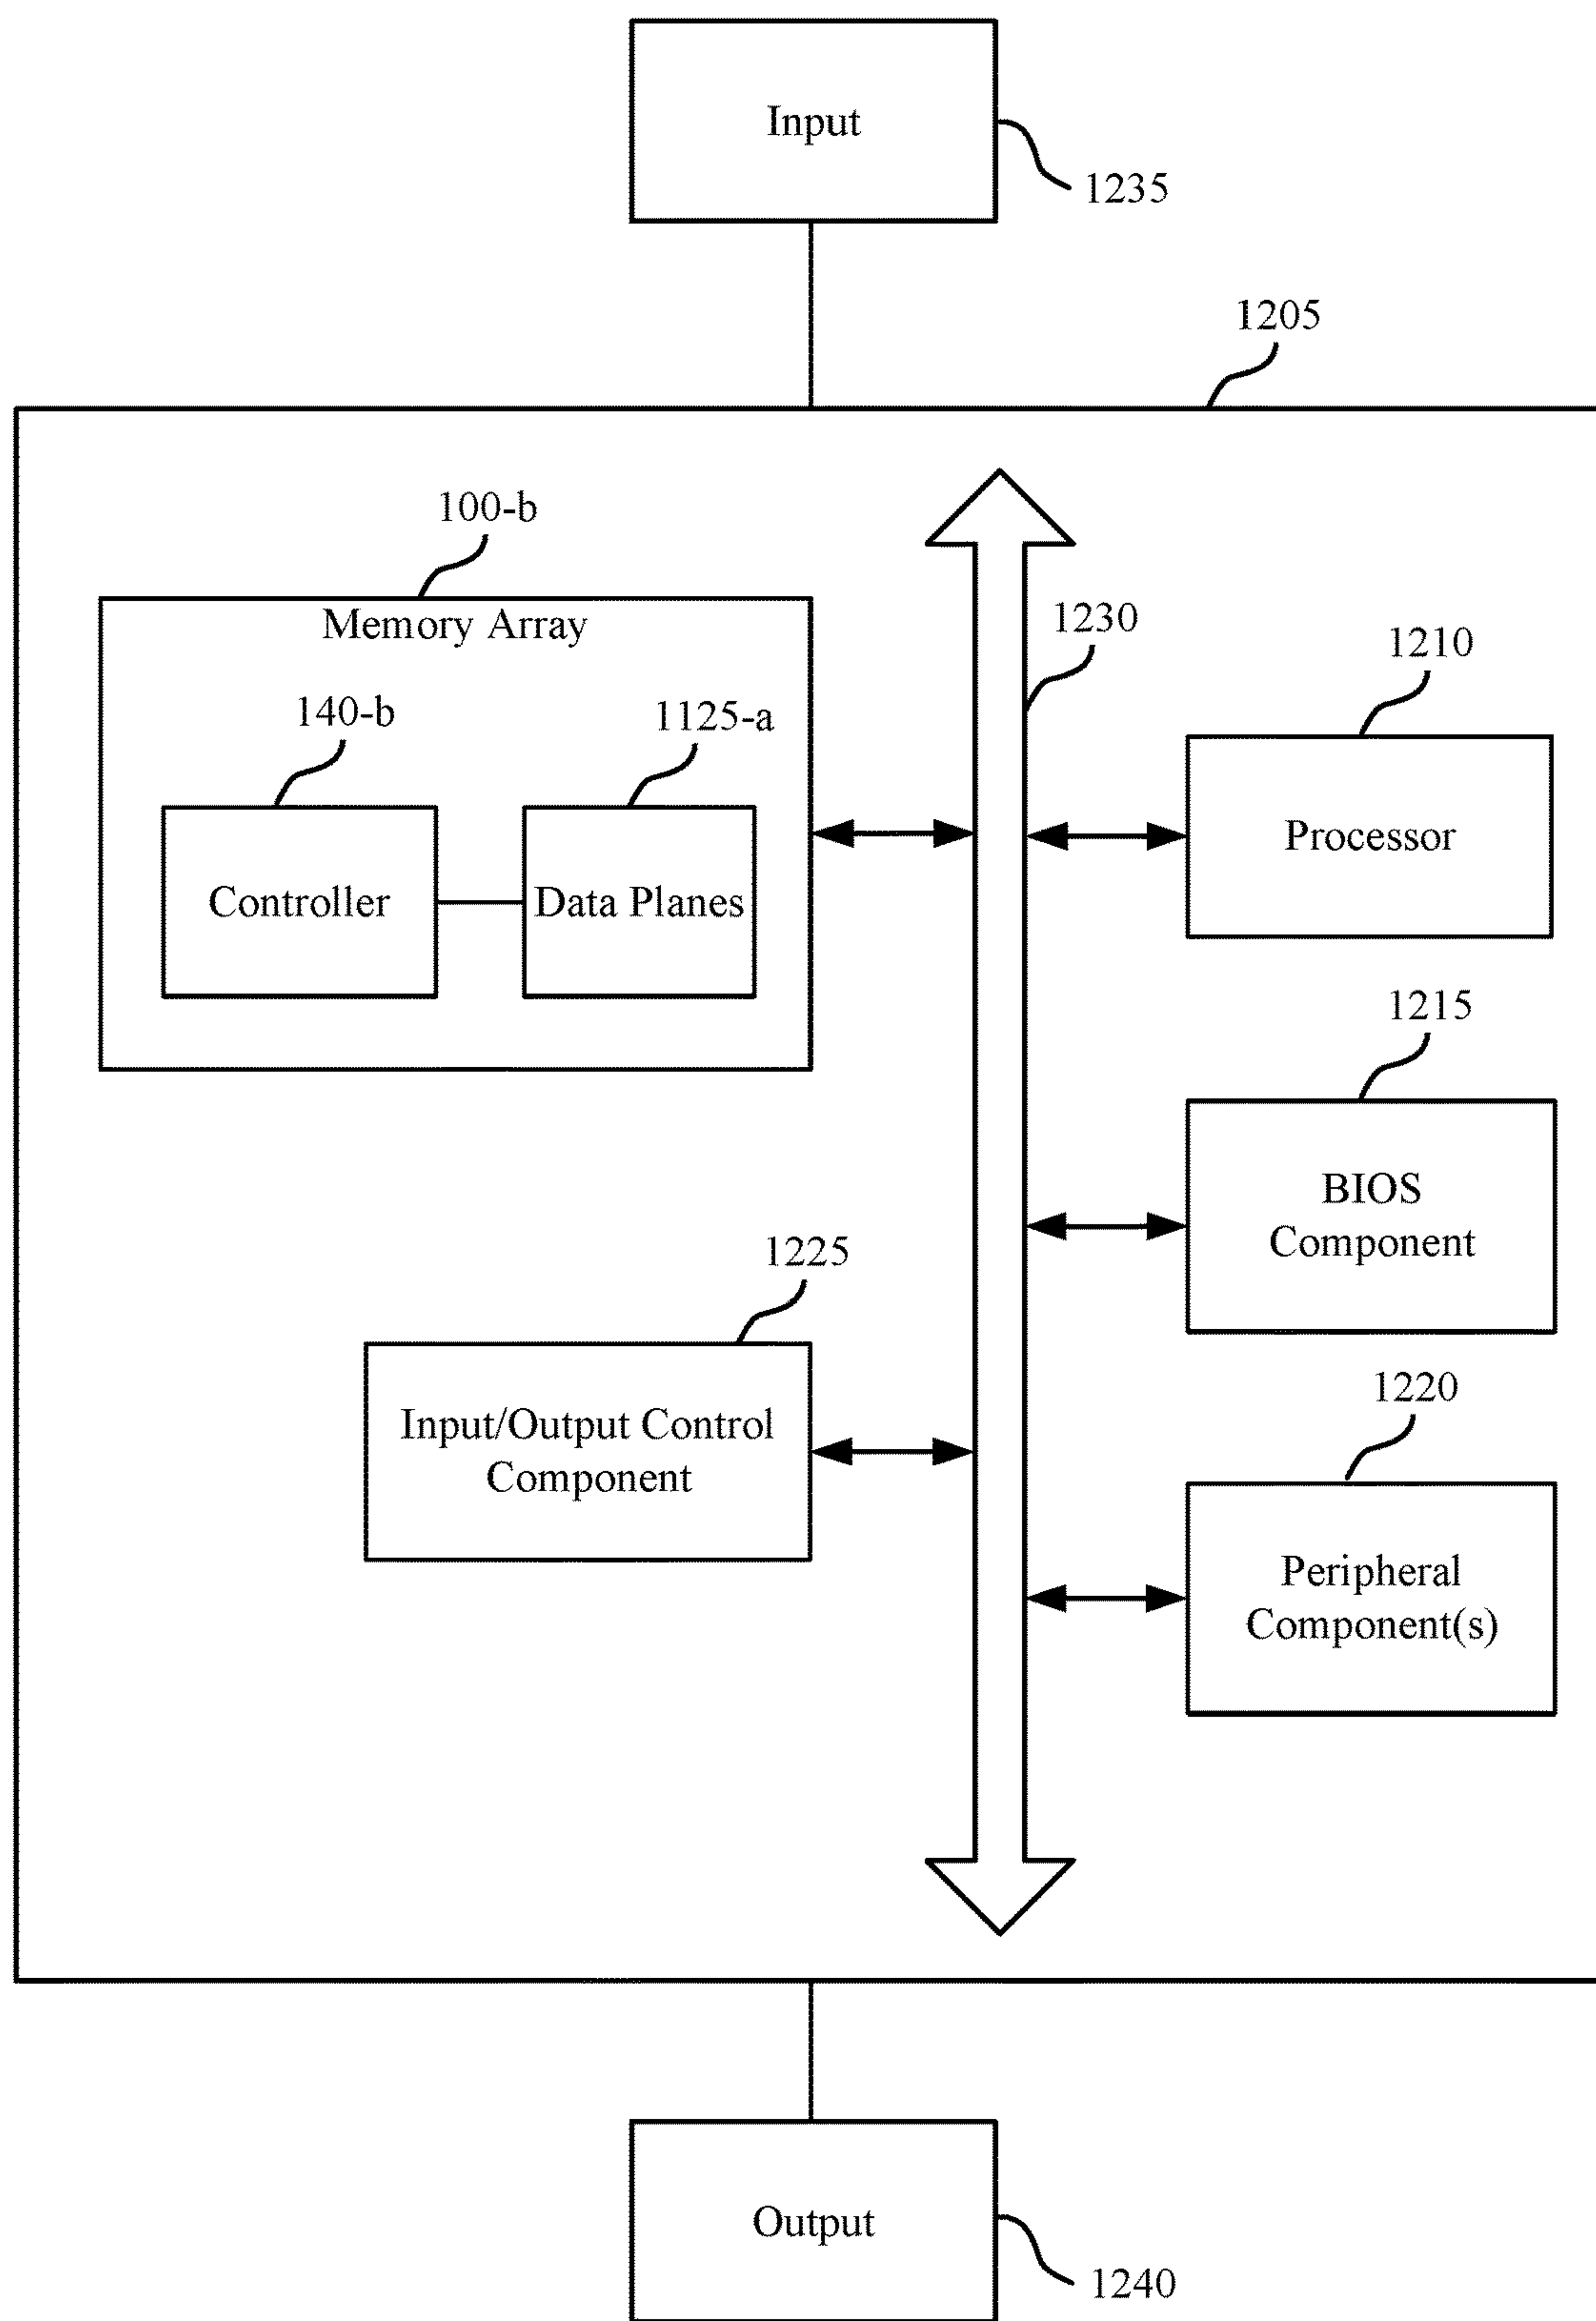 Input
1235
1205
100-b
Memory Array
1230
1210
140-b
1125-a
Processor
Controller
Data Planes
1215
BIOS
Component
1225
1220
Input/Output Control
Component
Peripheral
Component(s)
Output
1240